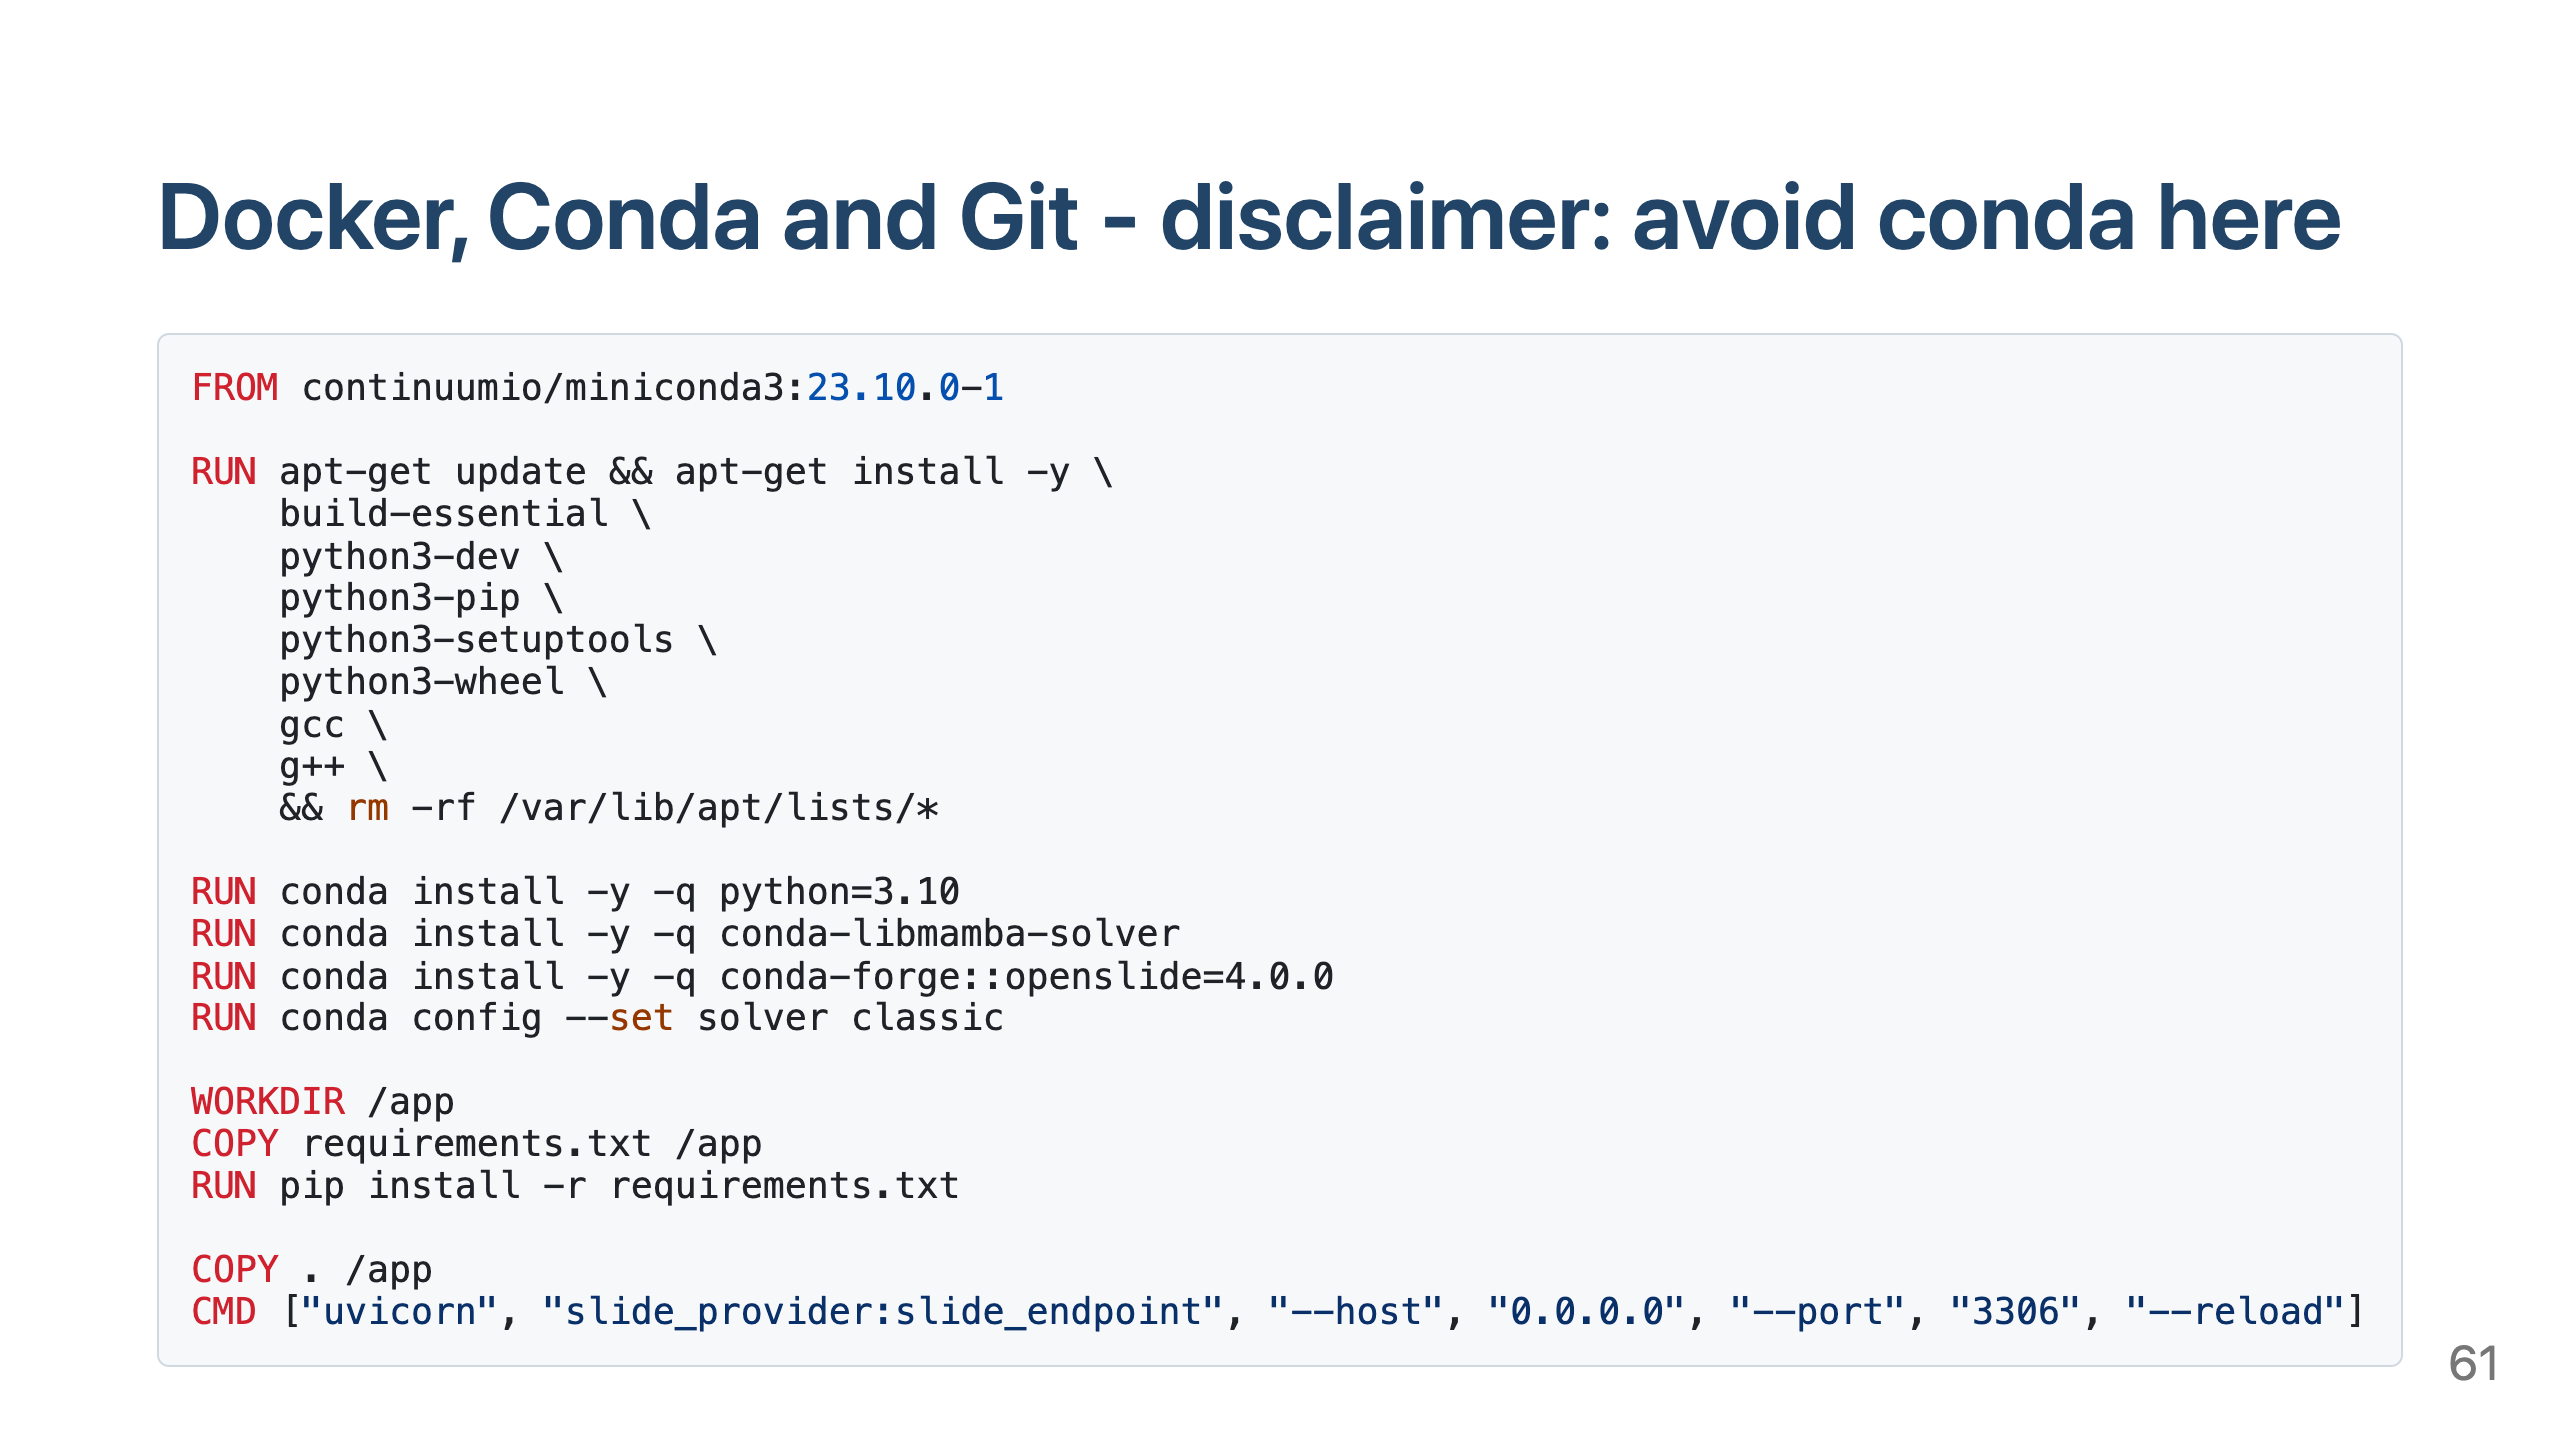 Docker, Conda and Git - disclaimer: avoid conda here
FROM continuumio/miniconda3:23.10.0-1
RUN apt-get update && apt-get install -y \
build-essential \
python3-dev \
python3-pip \
python3-setuptools \
python3-wheel \
gcc \
g++ \
&& rm -rf /var/lib/apt/lists/*
RUN conda install -y -q python=3.10
RUN conda install -y -q conda-libmamba-solver
RUN conda install -y -q conda-forge::openslide=4.0.0
RUN conda config --set solver classic
WORKDIR /app
COPY requirements.txt /app
RUN pip install -r requirements.txt
COPY . /app
CMD ["uvicorn", "slide_provider:slide_endpoint", "--host", "0.0.0.0", "--port", "3306", "--reload"]
61